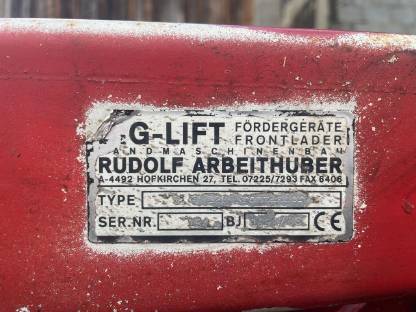 G-LIFT FÖRDERGERÄTE
FRONTLADER
LANDMASCHINENBAU
RUDOLF ARBEITHUBER
A-4492 HOFKIRCHEN 27, TEL. 07225/7293 FAX 6406
TYPE
SER.NR. BJ CE